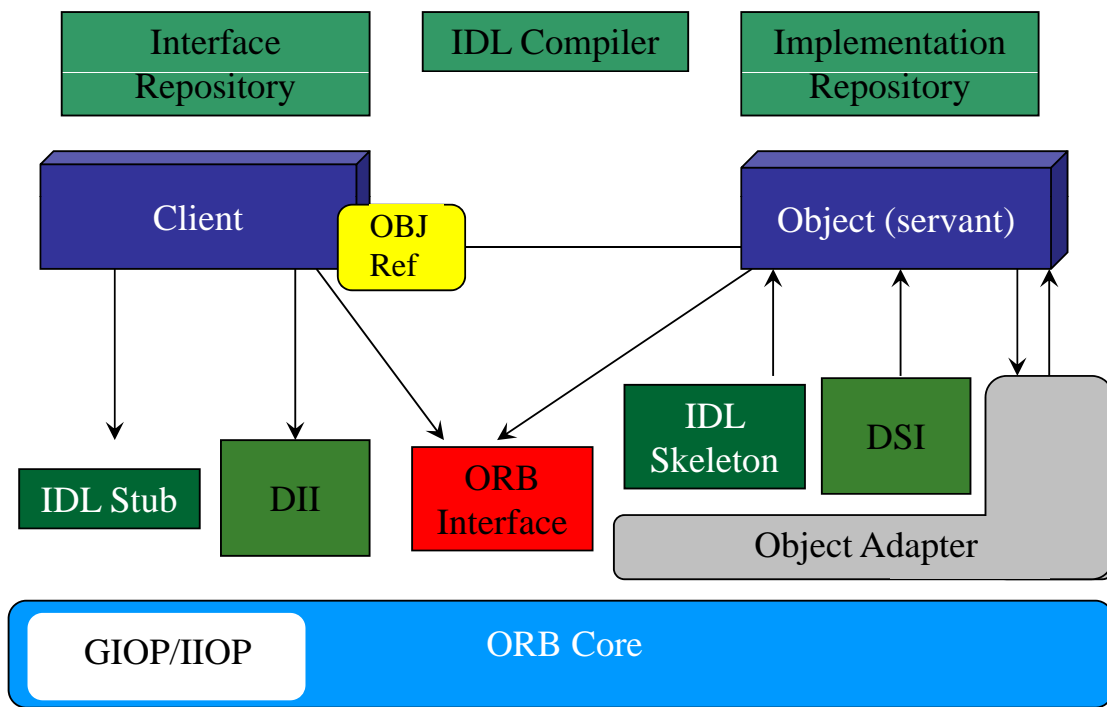 Interface
Repository
IDL Compiler
Implementation
Repository
Client
OBJ
Ref
Object (servant)
IDL Stub
DII
ORB
Interface
IDL
Skeleton
DSI
Object Adapter
GIOP/IIOP
ORB Core